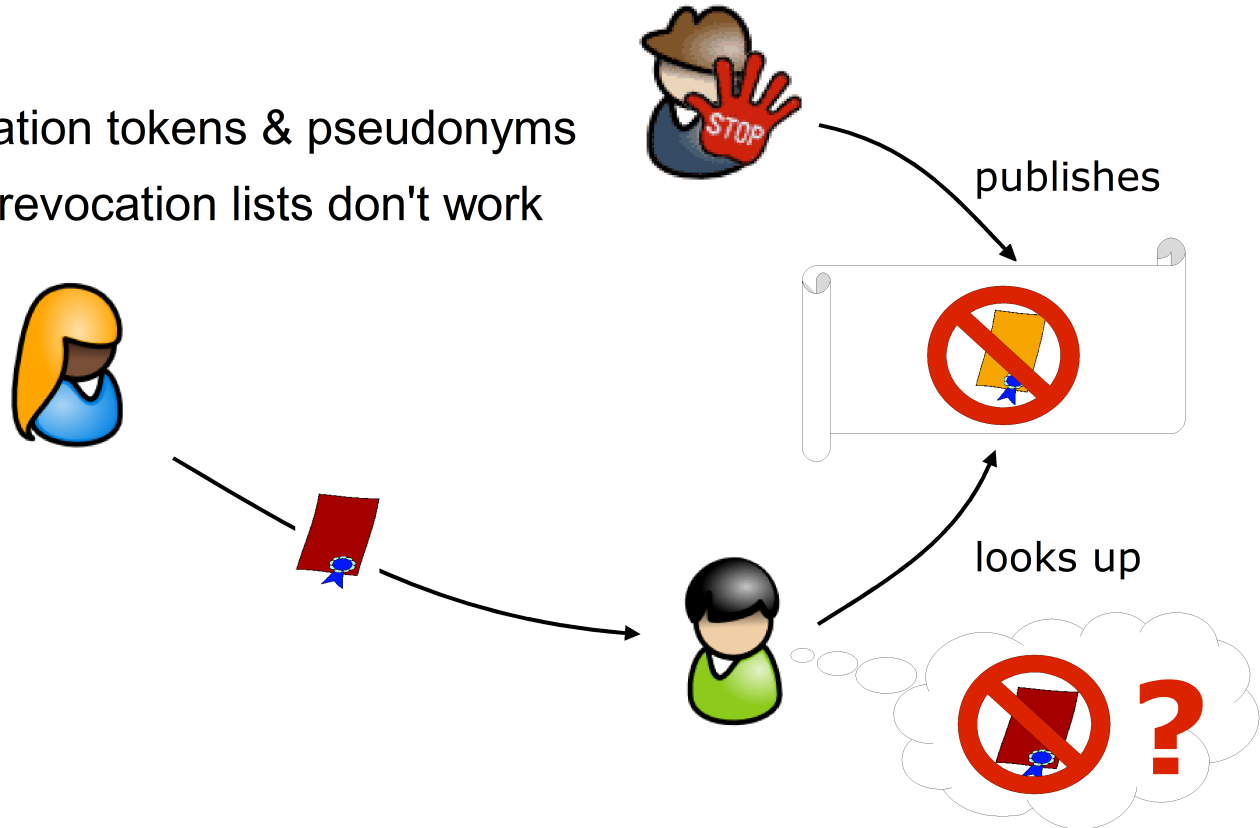 ation tokens & pseudonyms
revocation lists don't work
STOP
publishes
looks up
?